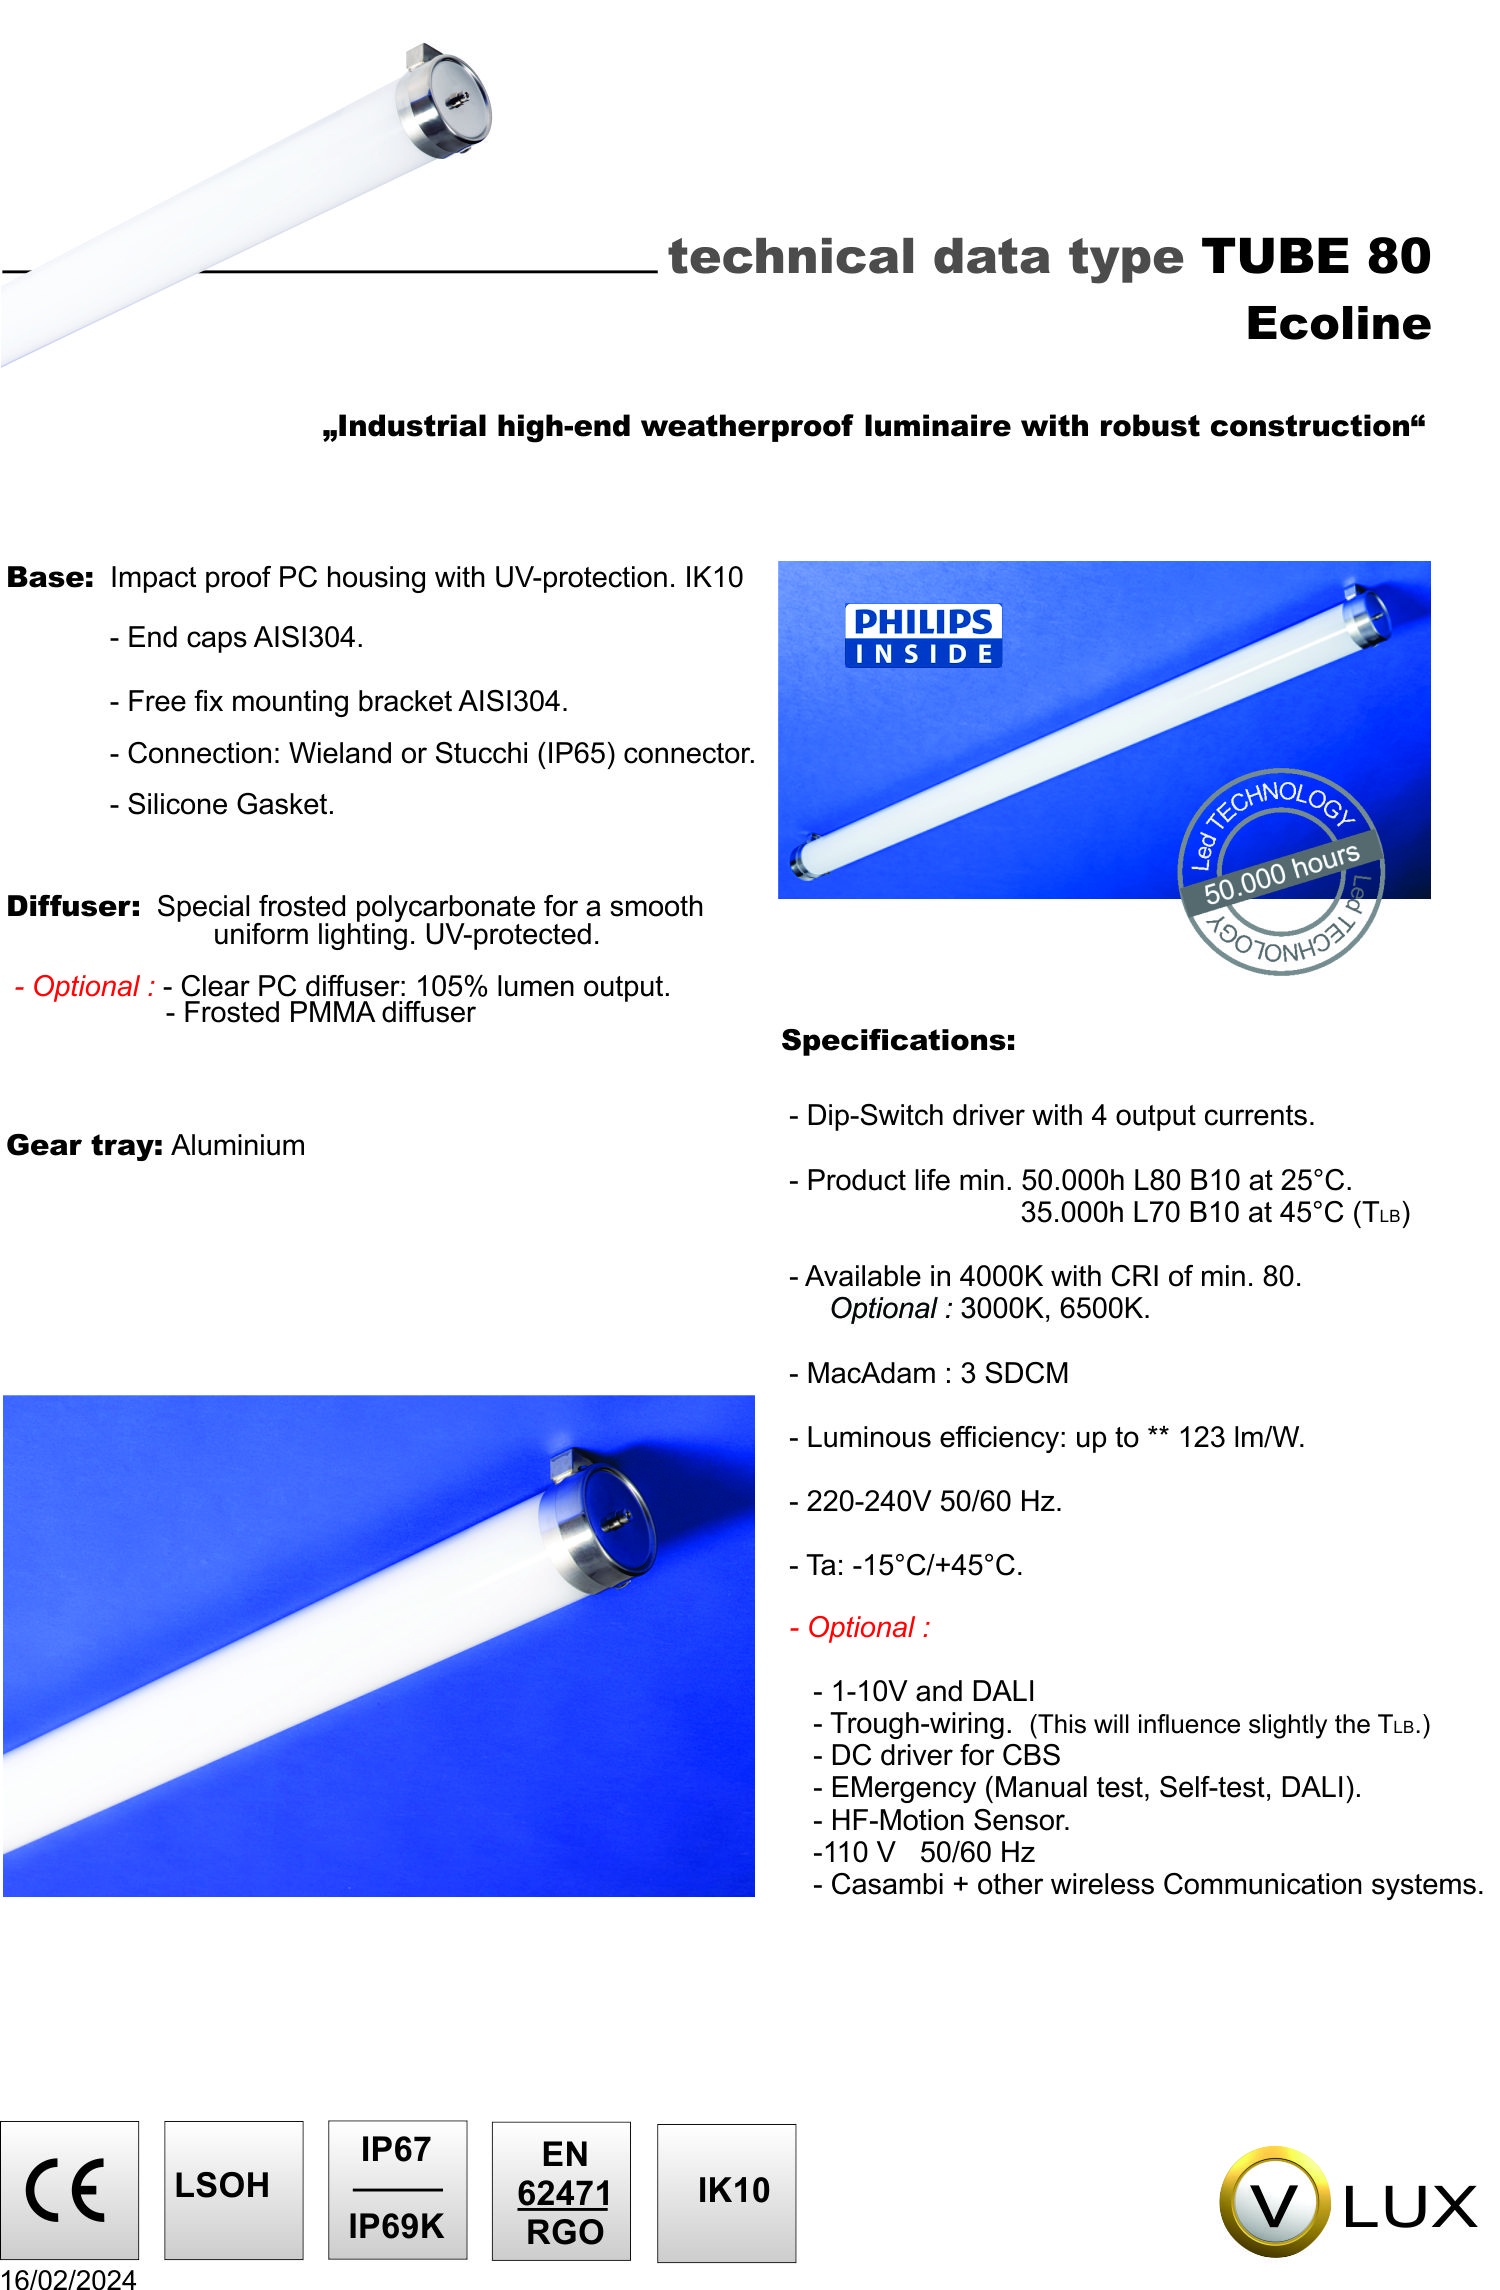 technical data type TUBE 80
Ecoline
„Industrial high-end weatherproof luminaire with robust construction“
Base: Impact proof PC housing with UV-protection. IK10
- End caps AISI304.
- Free fix mounting bracket AISI304.
- Connection: Wieland or Stucchi (IP65) connector.
- Silicone Gasket.
Diffuser: Special frosted polycarbonate for a smooth
uniform lighting. UV-protected.
- Optional : - Clear PC diffuser: 105% lumen output.
- Frosted PMMA diffuser
Gear tray: Aluminium
PHILIPS
INSIDE
Led TECHNOLOGY
50.000 hours
Led TECHNOLOGY
Specifications:
- Dip-Switch driver with 4 output currents.
- Product life min. 50.000h L80 B10 at 25°C.
35.000h L70 B10 at 45°C (TLB)
- Available in 4000K with CRI of min. 80.
Optional : 3000K, 6500K.
- MacAdam : 3 SDCM
- Luminous efficiency: up to ** 123 lm/W.
- 220-240V 50/60 Hz.
- Ta: -15°C/+45°C.
- Optional :
- 1-10V and DALI
- Trough-wiring. (This will influence slightly the TLB.)
- DC driver for CBS
- EMergency (Manual test, Self-test, DALI).
- HF-Motion Sensor.
-110 V 50/60 Hz
- Casambi + other wireless Communication systems.
CE
LSOH
IP67
IP69K
EN
62471
RGO
IK10
V LUX
16/02/2024